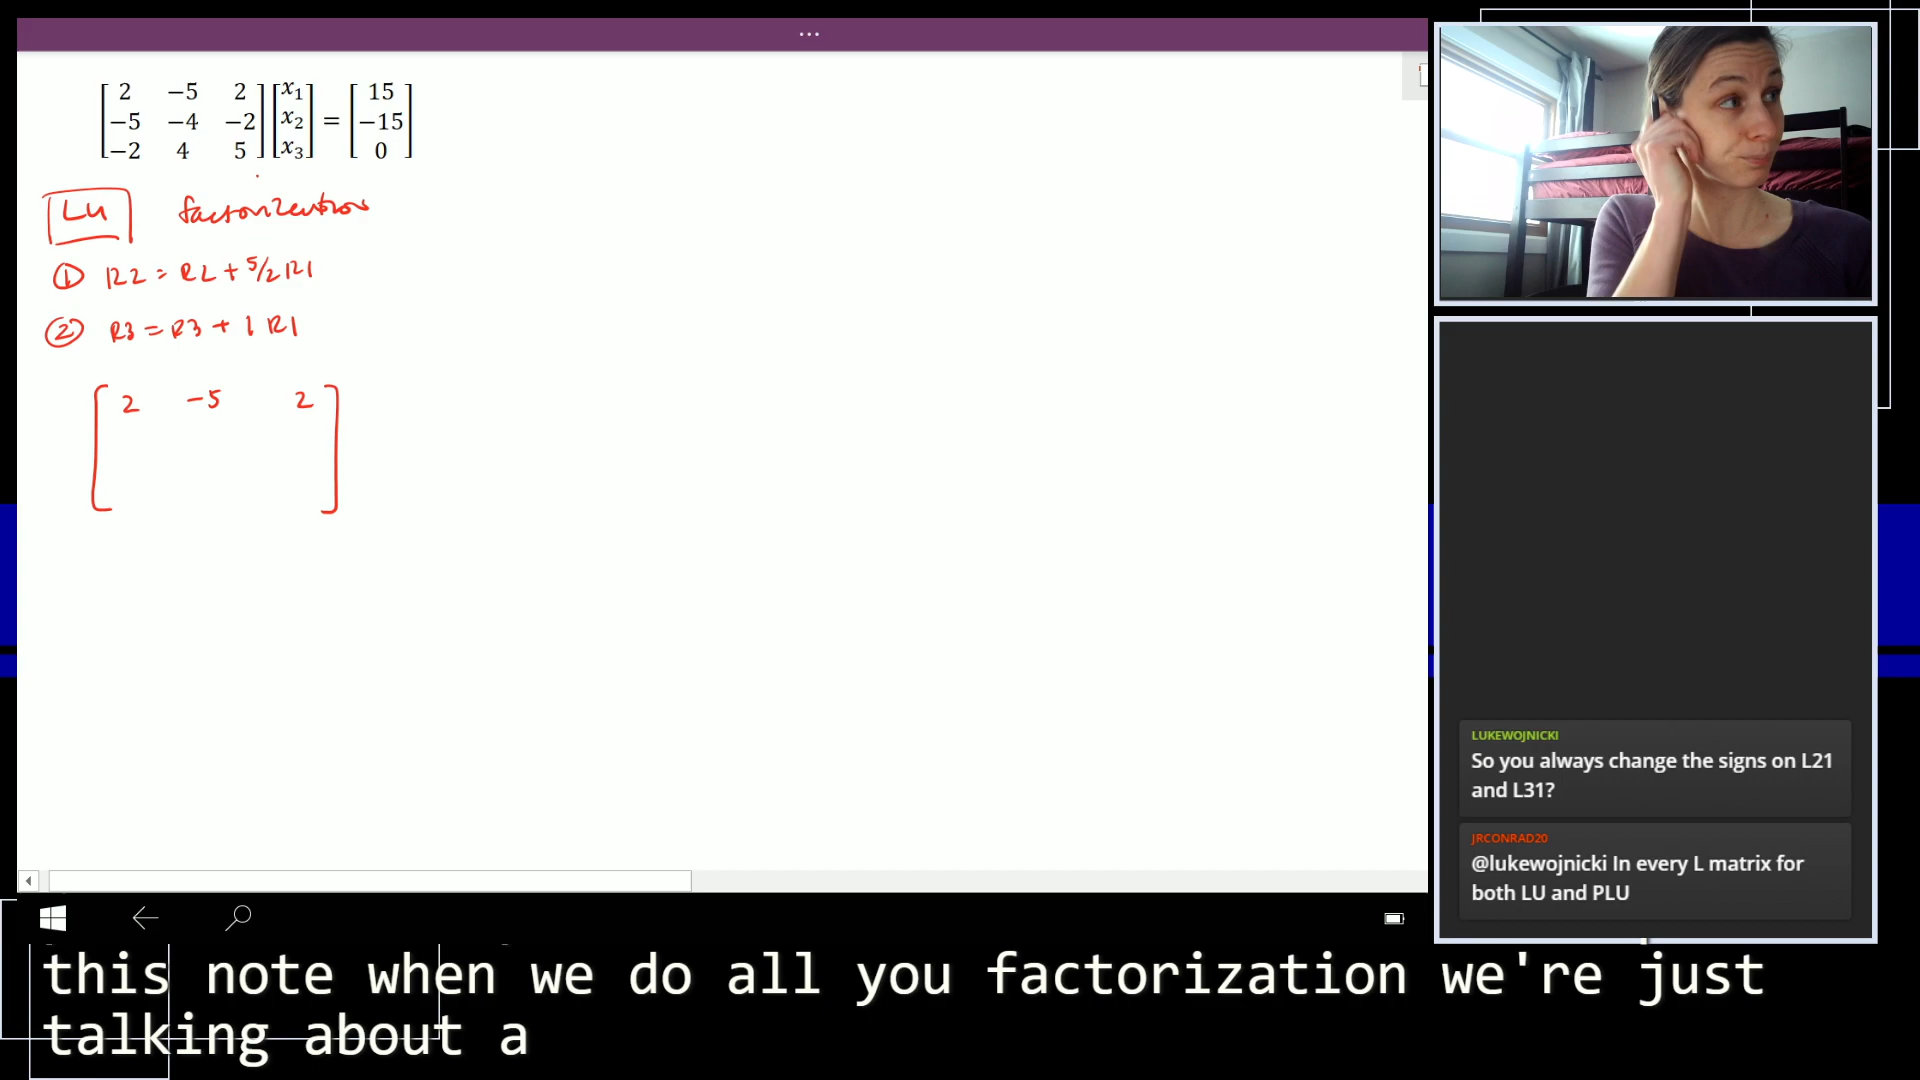 ...
[2 −5 2; −5 −4 −2; −2 4 5] [x₁; x₂; x₃] = [15; −15; 0]
LU factorization
① R2 = R2 + 5/2 R1
② R3 = R3 + 1 R1
[2 −5 2]
LUKEWOJNICKI
So you always change the signs on L21
and L31?
JRCONRAD20
@lukewojnicki In every L matrix for
both LU and PLU
this note when we do all you factorization we're just
talking about a